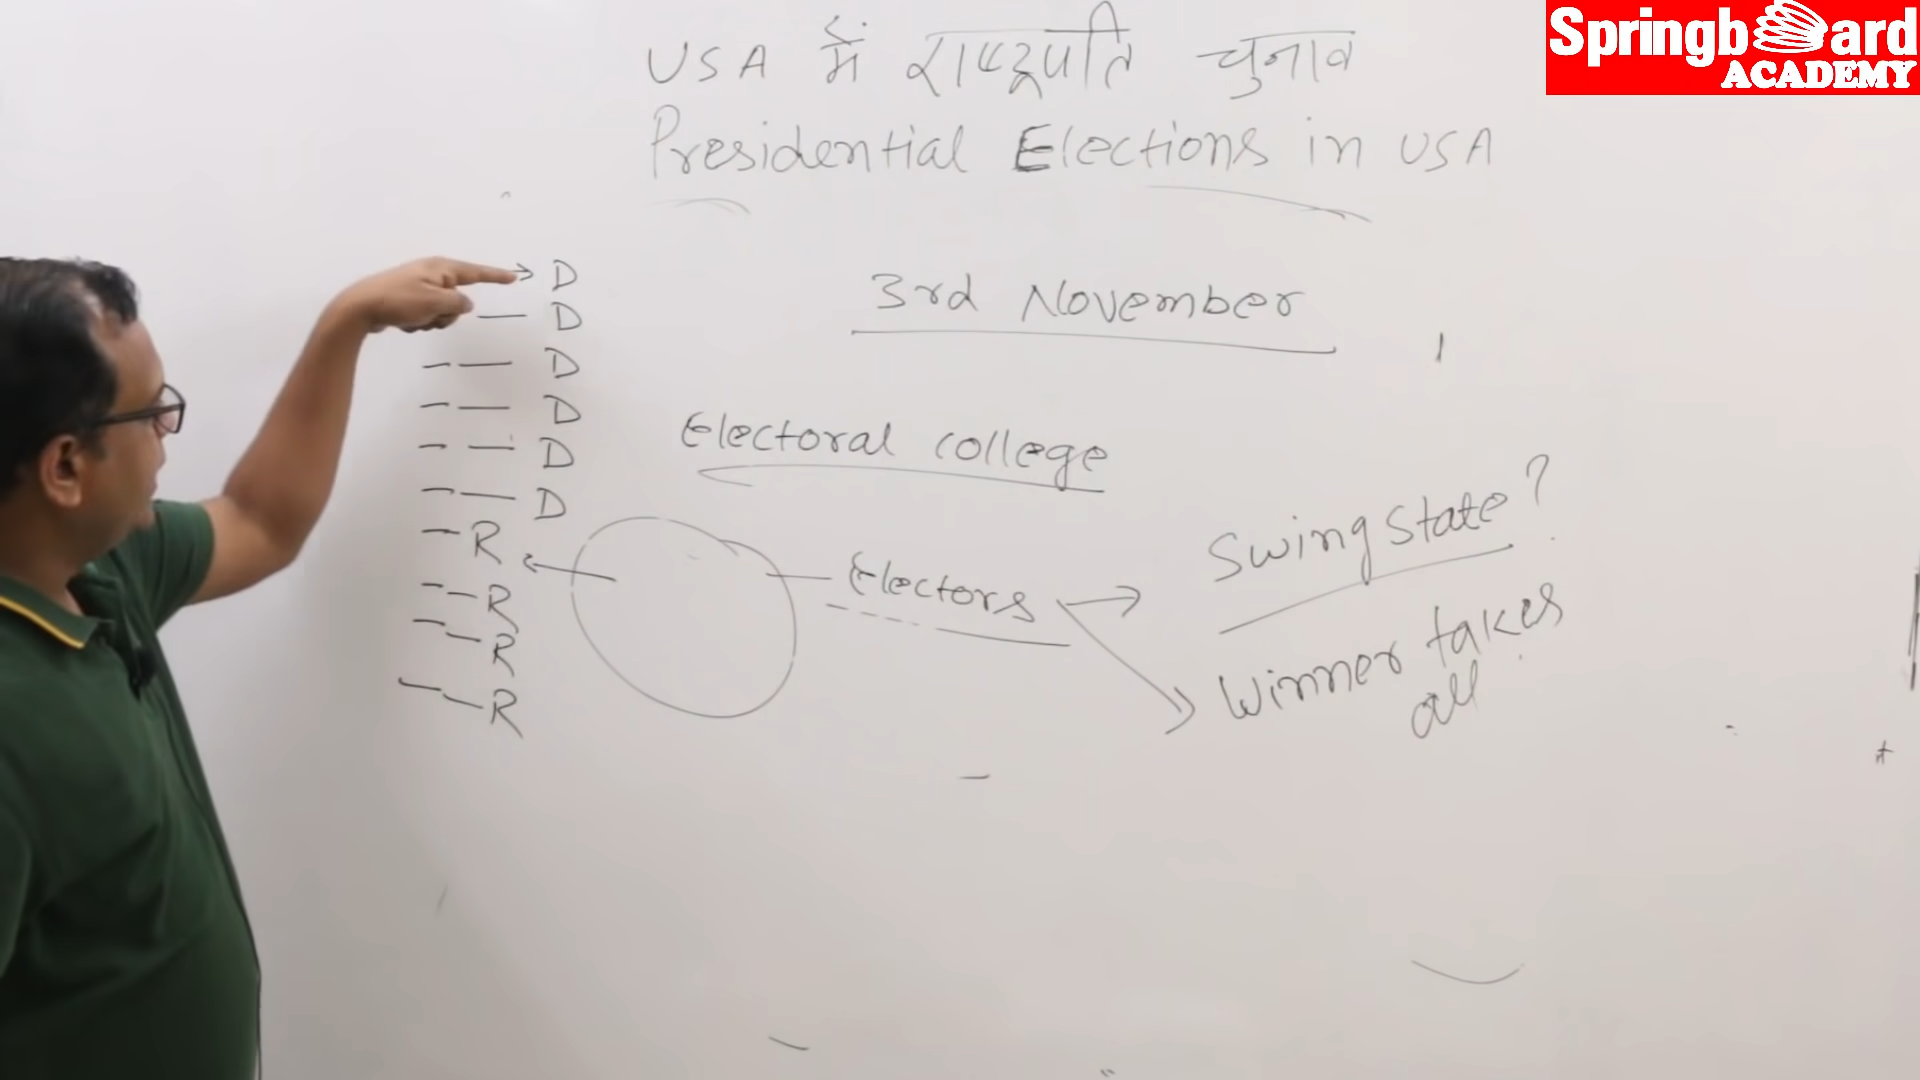 Springboard
ACADEMY
USA में राष्ट्रपति चुनाव
Presidential Elections in USA
3rd November
D
D
D
D
D
D
R
R
R
R
Electoral college
Electors
Swing State?
Winner takes
all